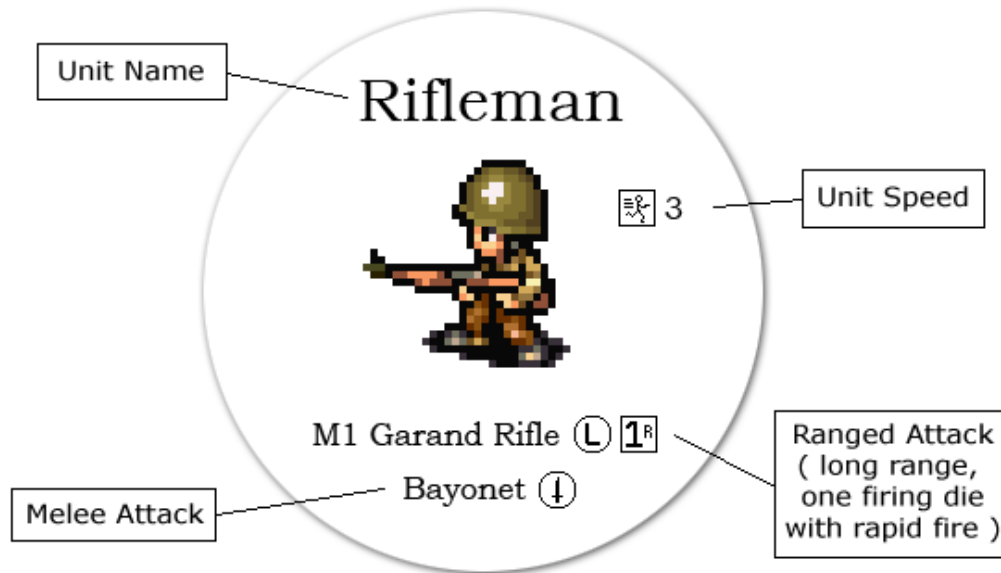 Unit Name
Rifleman
3
Unit Speed
M1 Garand Rifle L 1R
Ranged Attack
( long range,
one firing die
with rapid fire )
Bayonet
Melee Attack